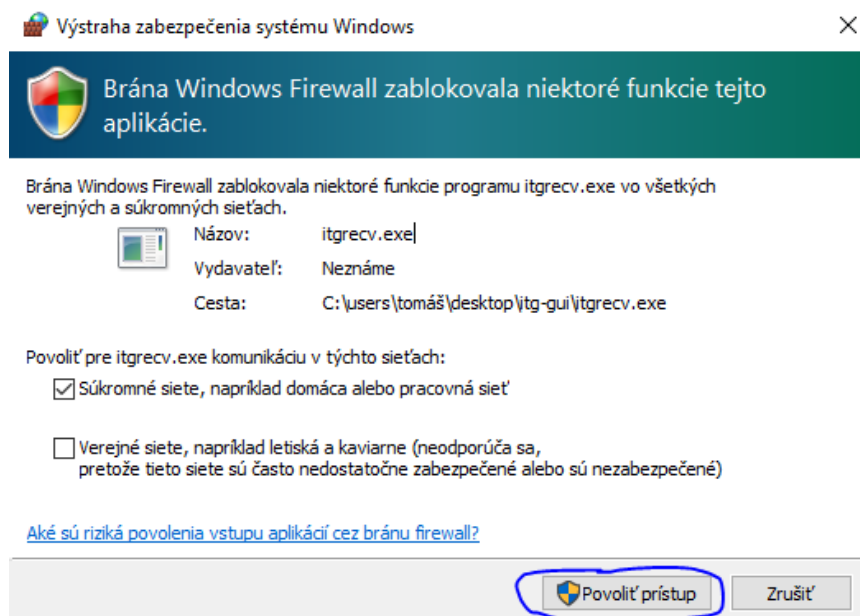 Výstraha zabezpečenia systému Windows
Brána Windows Firewall zablokovala niektoré funkcie tejto
aplikácie.
Brána Windows Firewall zablokovala niektoré funkcie programu itgrecv.exe vo všetkých
verejných a súkromných sieťach.
Názov: itgrecv.exe
Vydavateľ: Neznáme
Cesta: C:\users\tomáš\desktop\itg-gui\itgrecv.exe
Povoliť pre itgrecv.exe komunikáciu v týchto sieťach:
Súkromné siete, napríklad domáca alebo pracovná sieť
Verejné siete, napríklad letiská a kaviarne (neodporúča sa,
pretože tieto siete sú často nedostatočne zabezpečené alebo sú nezabezpečené)
Aké sú riziká povolenia vstupu aplikácií cez bránu firewall?
Povoliť prístup Zrušiť